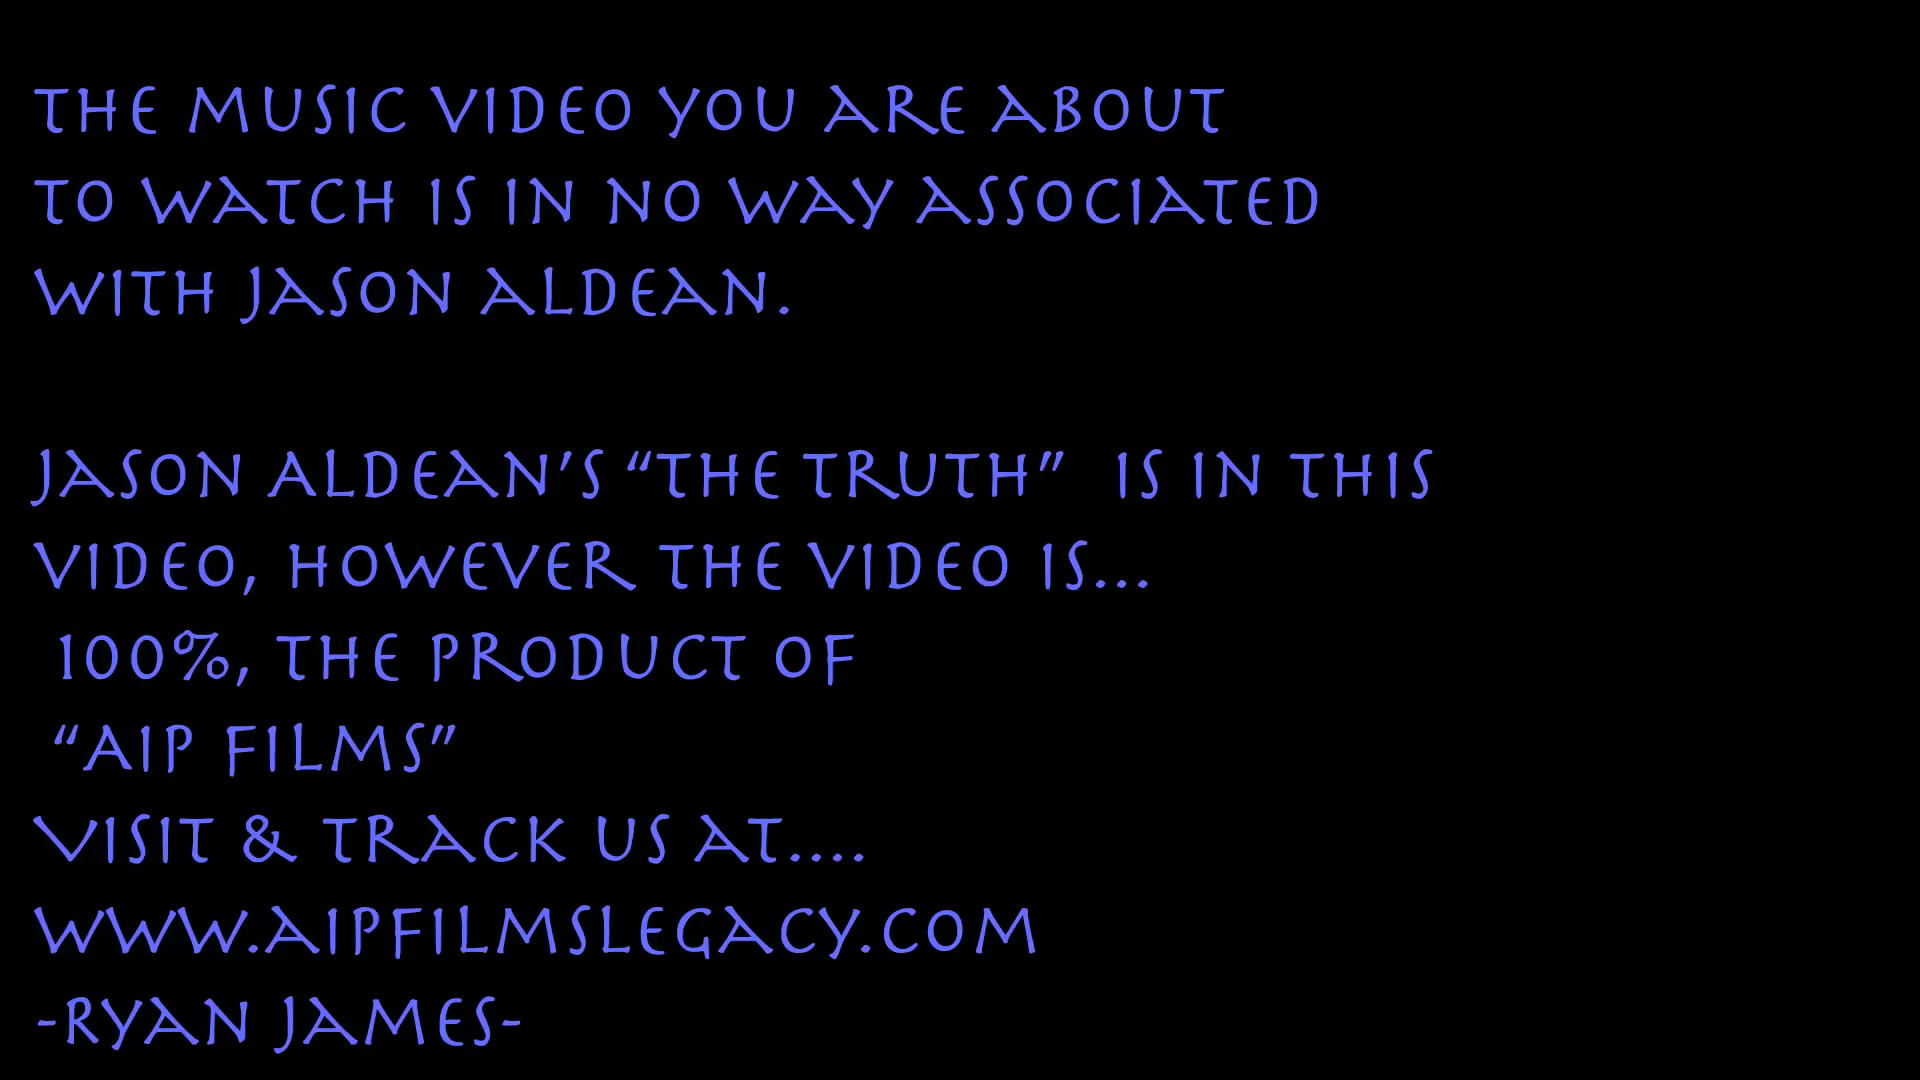 The music video you are about
to watch is in no way associated
with Jason Aldean.
Jason Aldean’s “The Truth”  is in this
video, however the video is...
100%, the product of
“AIP Films”
Visit & track us at....
www.aipfilmslegacy.com
-Ryan James-